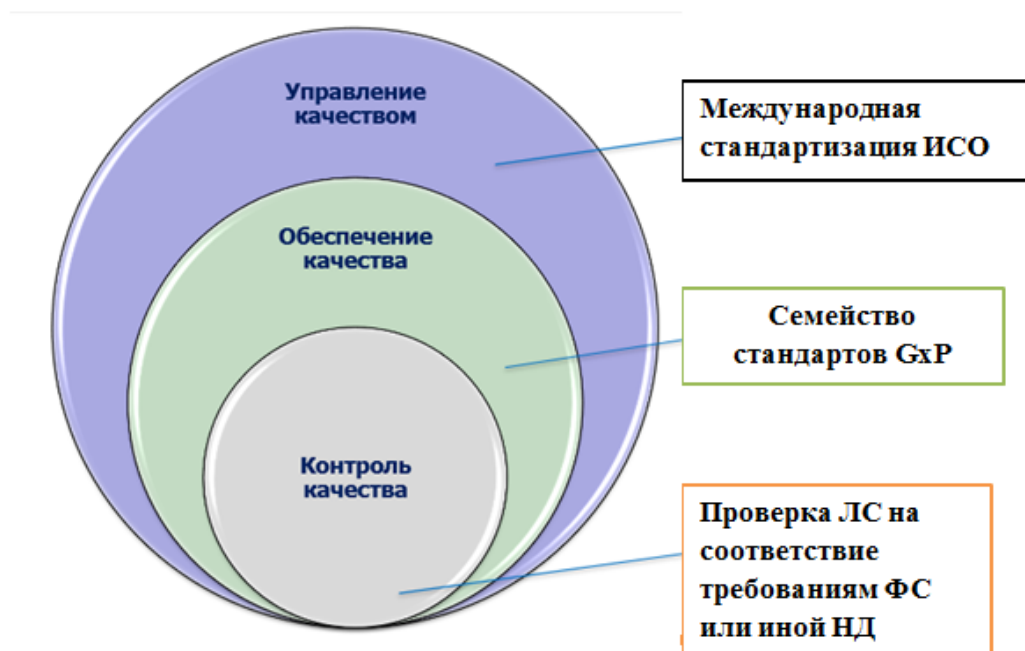 Управление
качеством
Международная
стандартизация ИСО
Обеспечение
качества
Семейство
стандартов GxP
Контроль
качества
Проверка ЛС на
соответствие
требованиям ФС
или иной НД